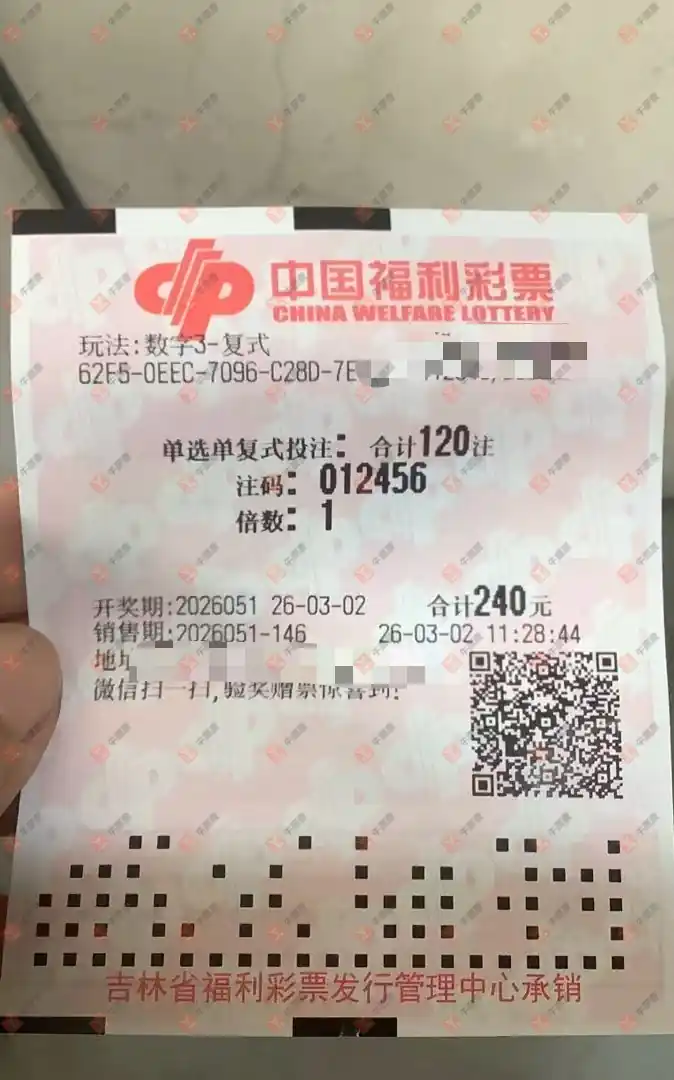 中国福利彩票
CHINA WELFARE LOTTERY
玩法:数字3-复式
62F5-0EEC-7096-C28D-7E
单选单复式投注: 合计120注
注码: 012456
倍数: 1
开奖期:2026051 26-03-02 合计240元
销售期:2026051-146 26-03-02 11:28:44
微信扫一扫,验奖赠票惊喜到!
吉林省福利彩票发行管理中心承销